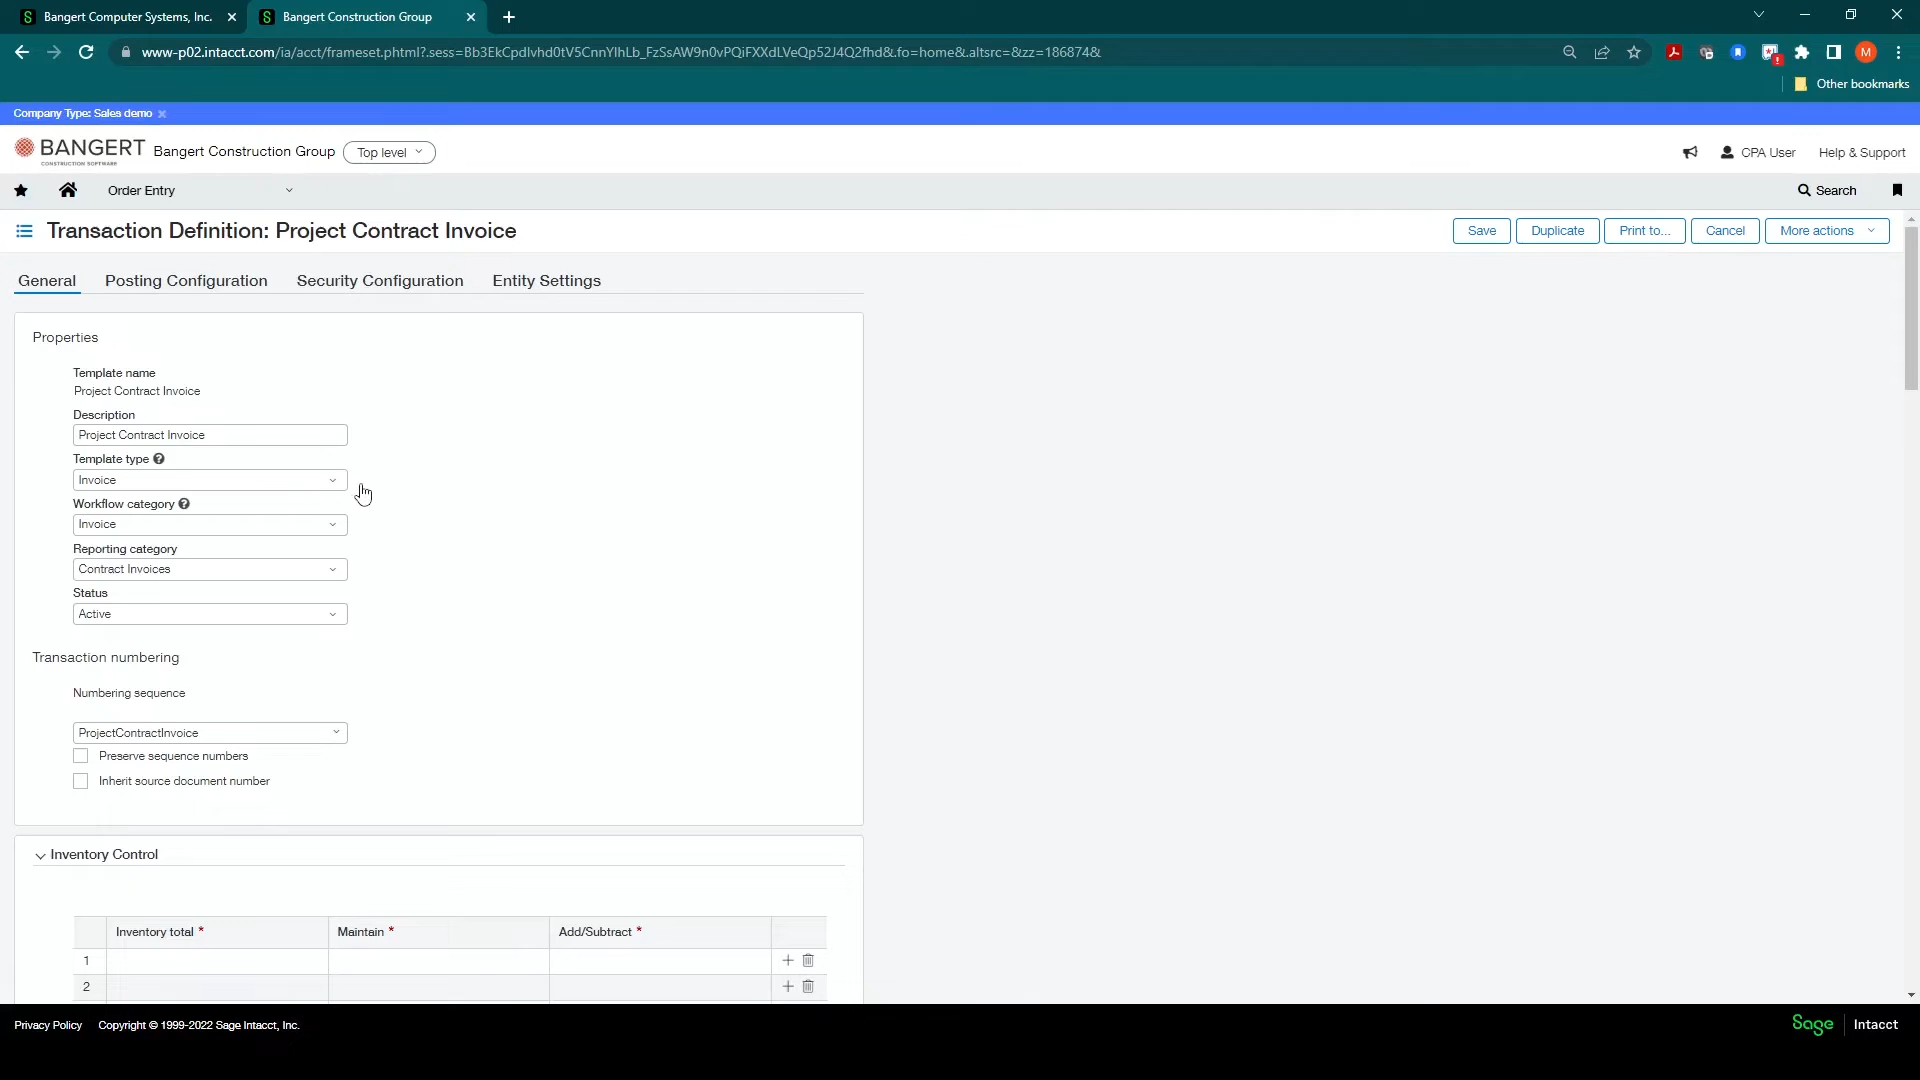 Bangert Computer Systems, Inc.
Bangert Construction Group
www-p02.intacct.com/ia/acct/frameset.phtml?.sess=Bb3EkCpdIvhd0tV5CnnYlhLb_FzSsAW9n0vPQiFXXdLVeQp52J4Q2fhd&.fo=home&.altsrc=&zz=186874&
M
Other bookmarks
Company Type: Sales demo
BANGERT
CONSTRUCTION SOFTWARE
Bangert Construction Group
Top level
CPA User
Help & Support
Order Entry
Search
Transaction Definition: Project Contract Invoice
Save
Duplicate
Print to...
Cancel
More actions
General
Posting Configuration
Security Configuration
Entity Settings
Properties
Template name
Project Contract Invoice
Description
Project Contract Invoice
Template type
Invoice
Workflow category
Invoice
Reporting category
Contract Invoices
Status
Active
Transaction numbering
Numbering sequence
ProjectContractInvoice
Preserve sequence numbers
Inherit source document number
Inventory Control
Inventory total * Maintain * Add/Subtract *
1
2
Privacy Policy Copyright © 1999-2022 Sage Intacct, Inc.
Sage Intacct